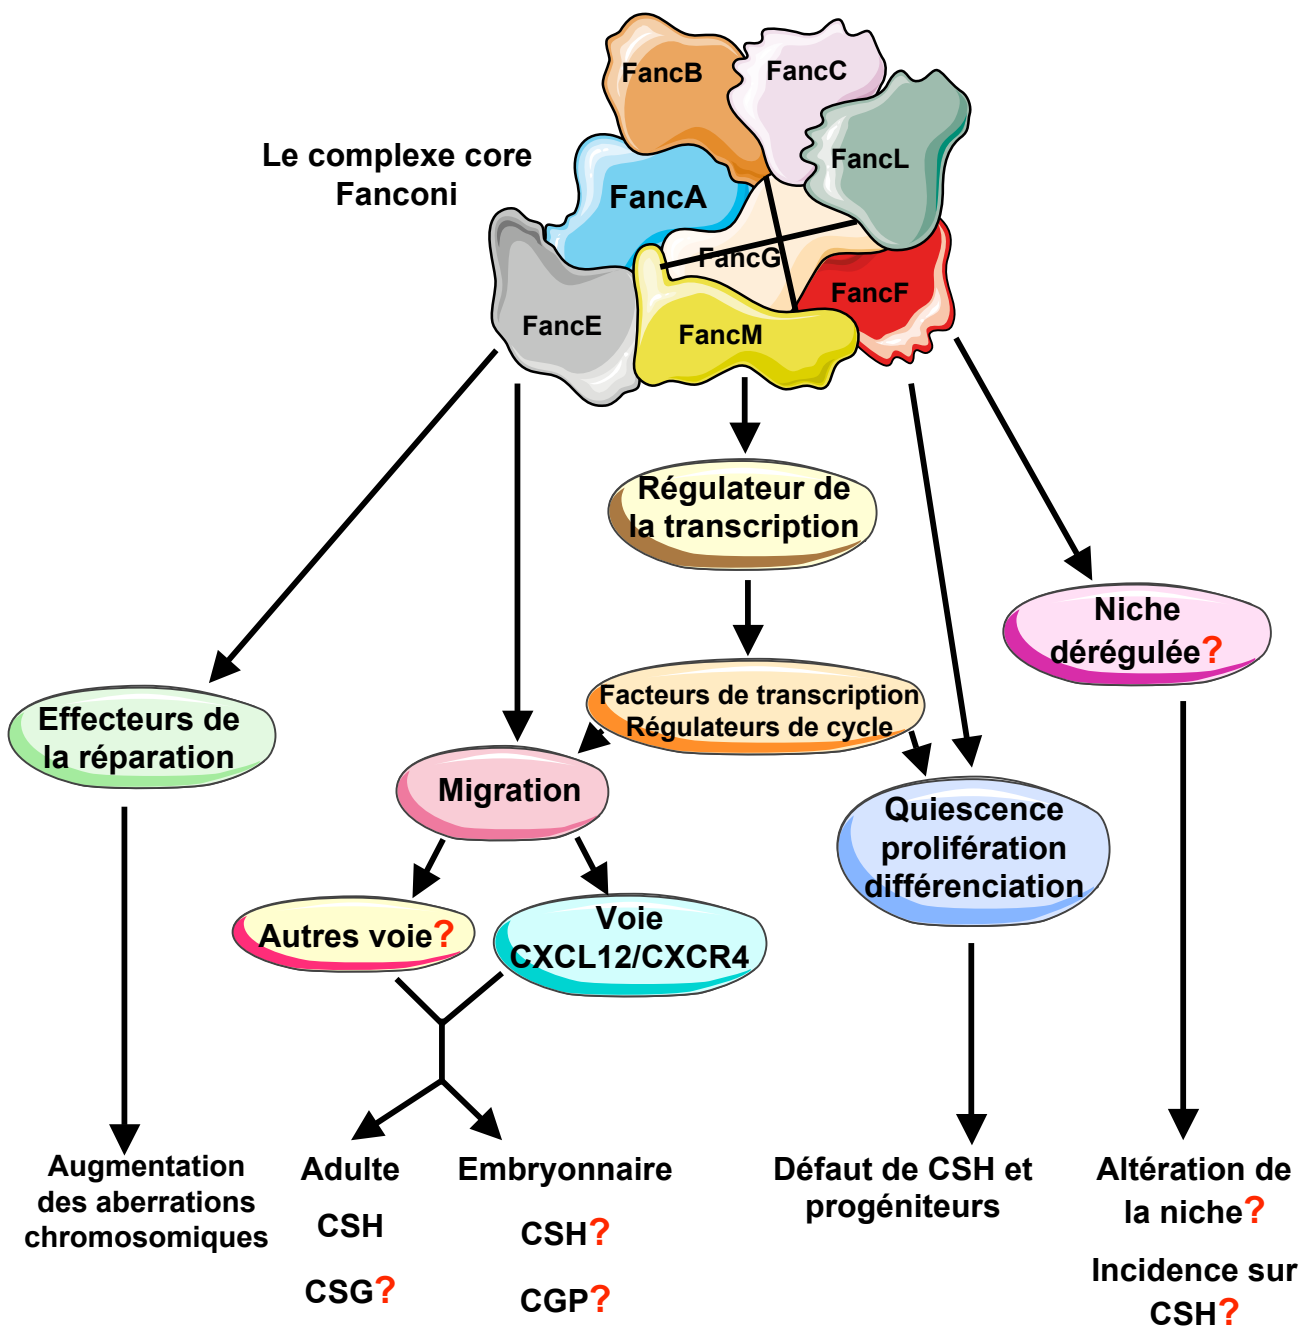 FancB
FancC
FancL
Le complexe core
Fanconi
FancA
FancG
FancF
FancE
FancM
Régulateur de
la transcription
Niche
dérégulée?
Facteurs de transcription
Régulateurs de cycle
Effecteurs de
la réparation
Migration
Quiescence
prolifération
différenciation
Autres voie?
Voie
CXCL12/CXCR4
Augmentation
des aberrations
chromosomiques
Adulte
CSH
CSG?
Embryonnaire
CSH?
CGP?
Défaut de CSH et
progéniteurs
Altération de
la niche?
Incidence sur
CSH?